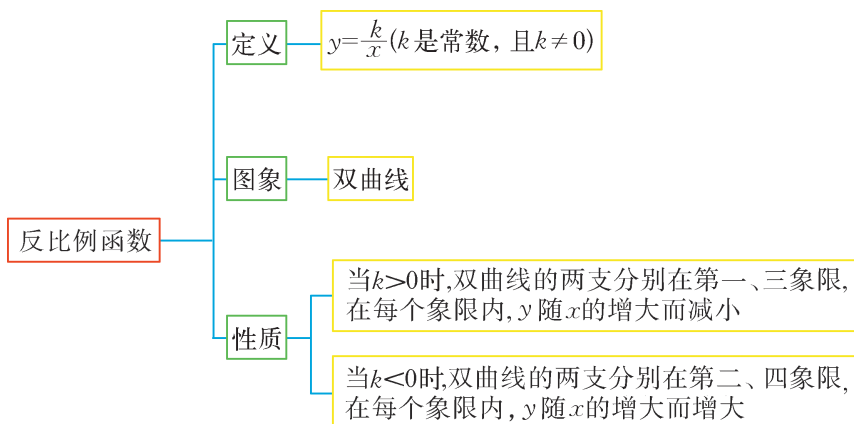 定义
y=k/x(k是常数，且k≠0)
图象
双曲线
反比例函数
性质
当k>0时,双曲线的两支分别在第一、三象限,
在每个象限内,y随x的增大而减小
当k<0时,双曲线的两支分别在第二、四象限,
在每个象限内,y随x的增大而增大